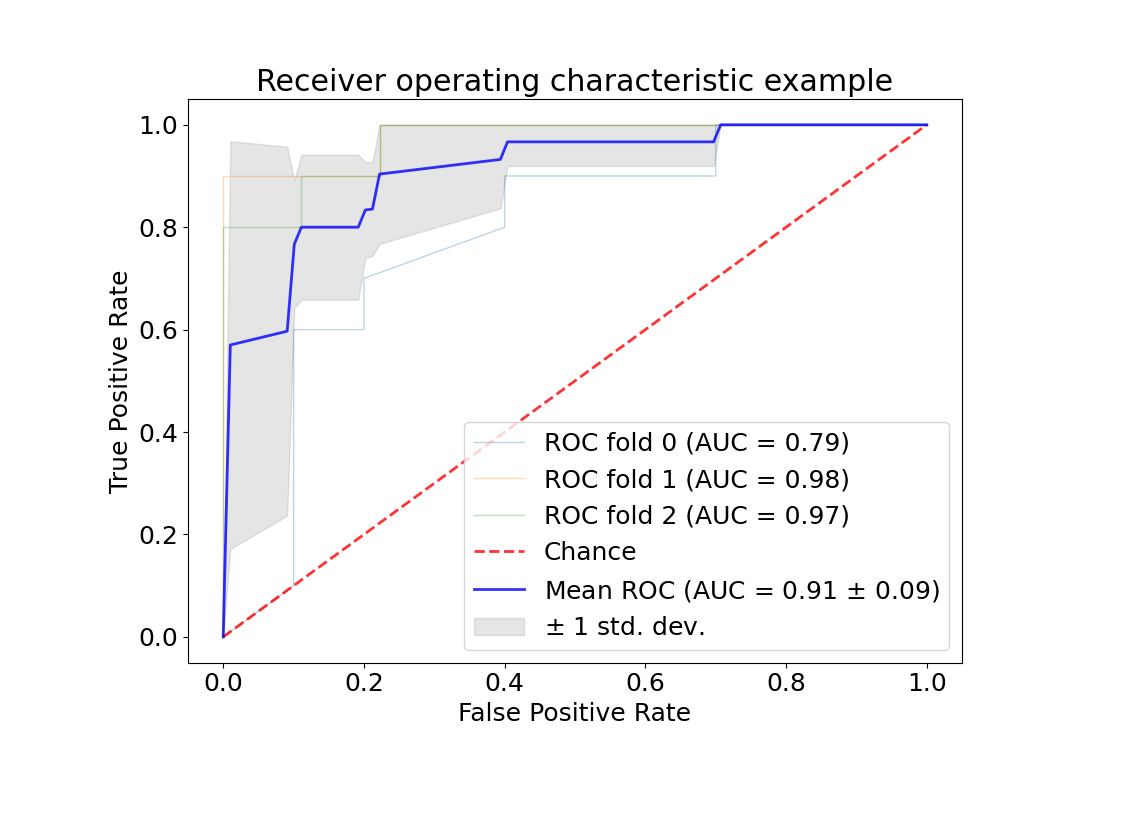 Receiver operating characteristic example
True Positive Rate
1.0
0.8
0.6
0.4
0.2
0.0
ROC fold 0 (AUC = 0.79)
ROC fold 1 (AUC = 0.98)
ROC fold 2 (AUC = 0.97)
Chance
Mean ROC (AUC = 0.91 ± 0.09)
± 1 std. dev.
0.0 0.2 0.4 0.6 0.8 1.0
False Positive Rate